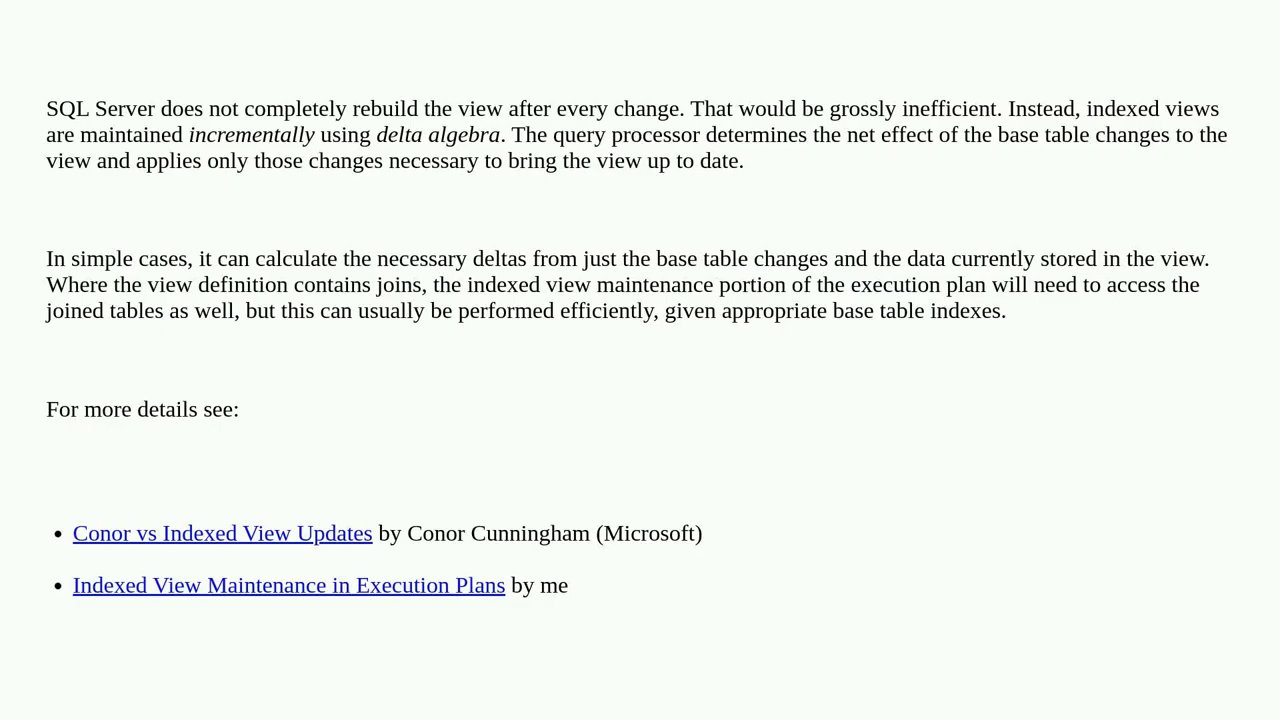 SQL Server does not completely rebuild the view after every change. That would be grossly inefficient. Instead, indexed views
are maintained incrementally using delta algebra. The query processor determines the net effect of the base table changes to the
view and applies only those changes necessary to bring the view up to date.
In simple cases, it can calculate the necessary deltas from just the base table changes and the data currently stored in the view.
Where the view definition contains joins, the indexed view maintenance portion of the execution plan will need to access the
joined tables as well, but this can usually be performed efficiently, given appropriate base table indexes.
For more details see:
• Conor vs Indexed View Updates by Conor Cunningham (Microsoft)
• Indexed View Maintenance in Execution Plans by me